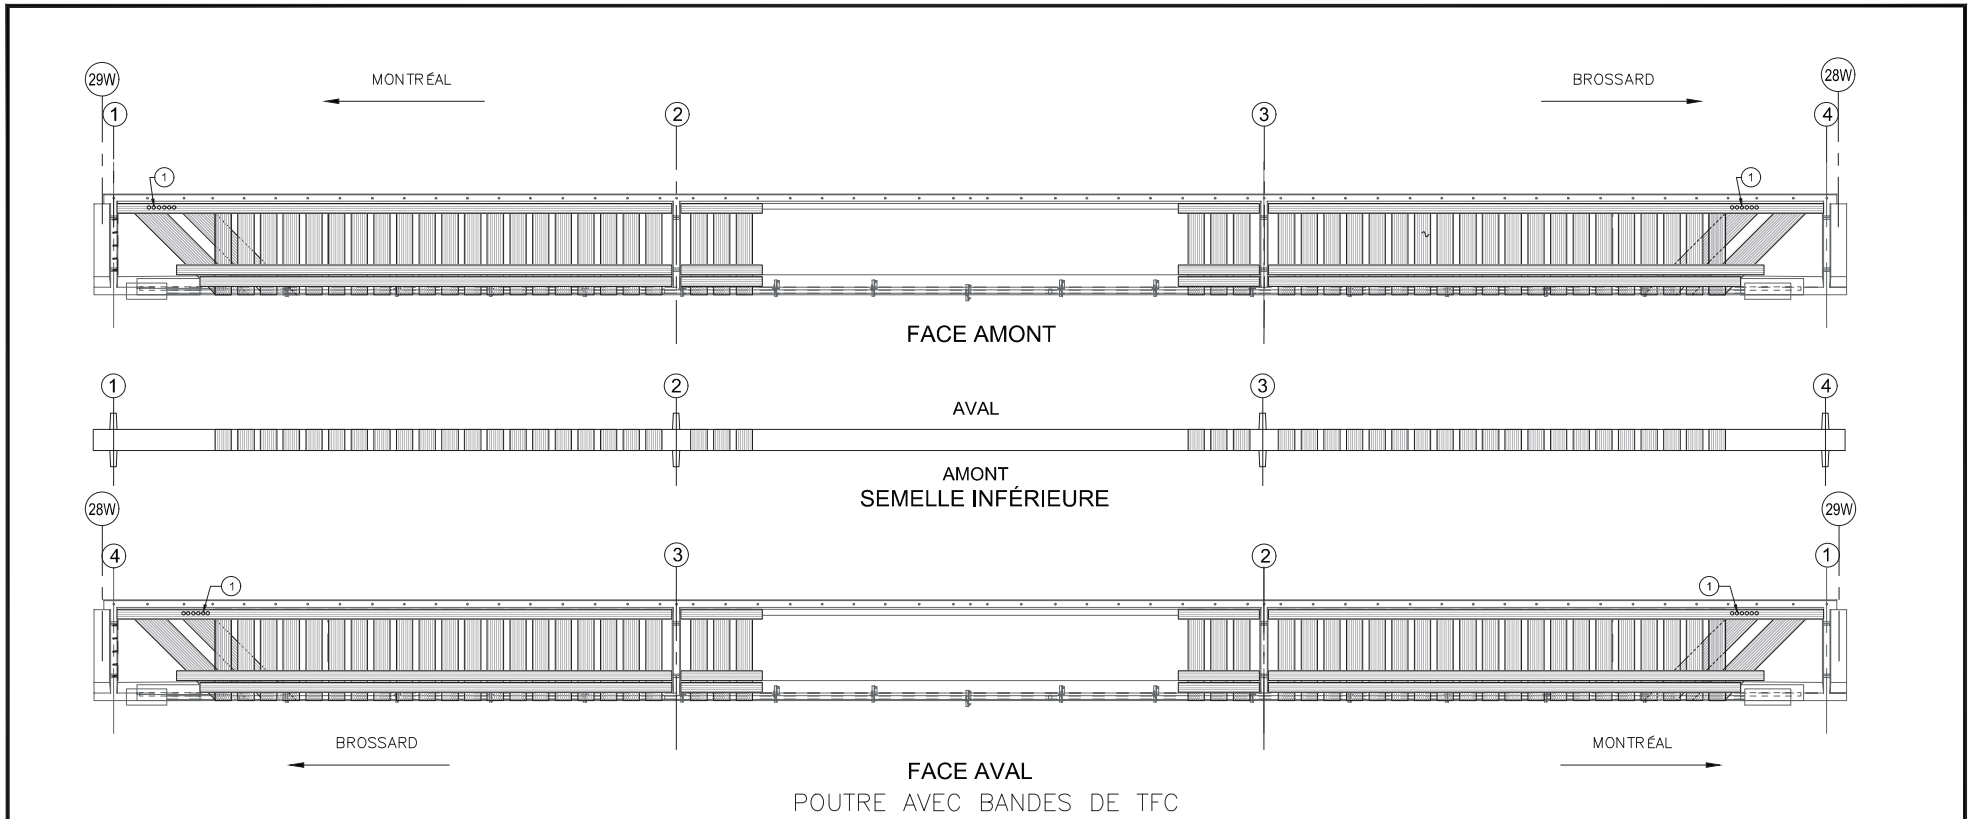 29W
MONTRÉAL
BROSSARD
28W
1
2
3
4
1
1
FACE AMONT
1
2
3
4
AVAL
AMONT
SEMELLE INFÉRIEURE
28W
29W
4
3
2
1
1
1
BROSSARD
MONTRÉAL
FACE AVAL
POUTRE AVEC BANDES DE TFC